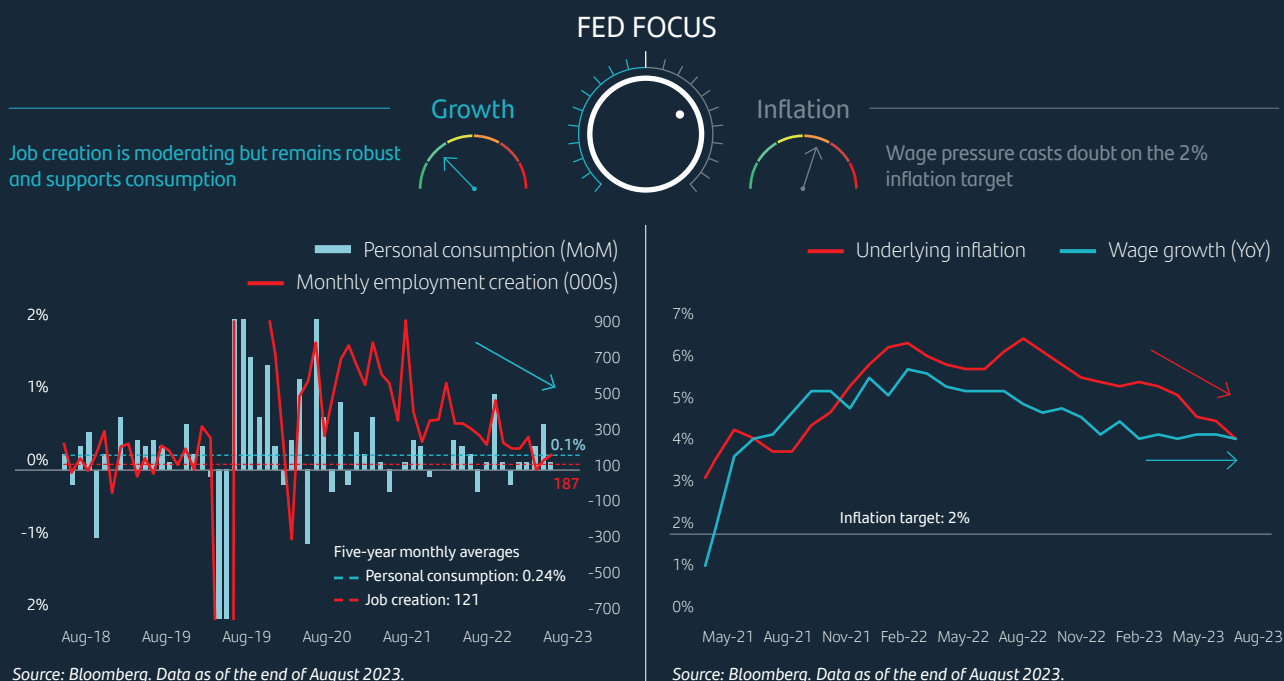 FED FOCUS
Growth
Job creation is moderating but remains robust
and supports consumption
Inflation
Wage pressure casts doubt on the 2%
inflation target
Personal consumption (MoM)
Monthly employment creation (000s)
2%
1%
0%
-1%
2%
900
700
500
300
100
-100
-300
-500
-700
0.1%
187
Five-year monthly averages
Personal consumption: 0.24%
Job creation: 121
Aug-18 Aug-19 Aug-19 Aug-20 Aug-21 Aug-22 Aug-23
Source: Bloomberg. Data as of the end of August 2023.
Underlying inflation
Wage growth (YoY)
7%
6%
5%
4%
3%
2%
1%
0%
Inflation target: 2%
May-21 Aug-21 Nov-21 Feb-22 May-22 Aug-22 Nov-22 Feb-23 May-23 Aug-23
Source: Bloomberg. Data as of the end of August 2023.